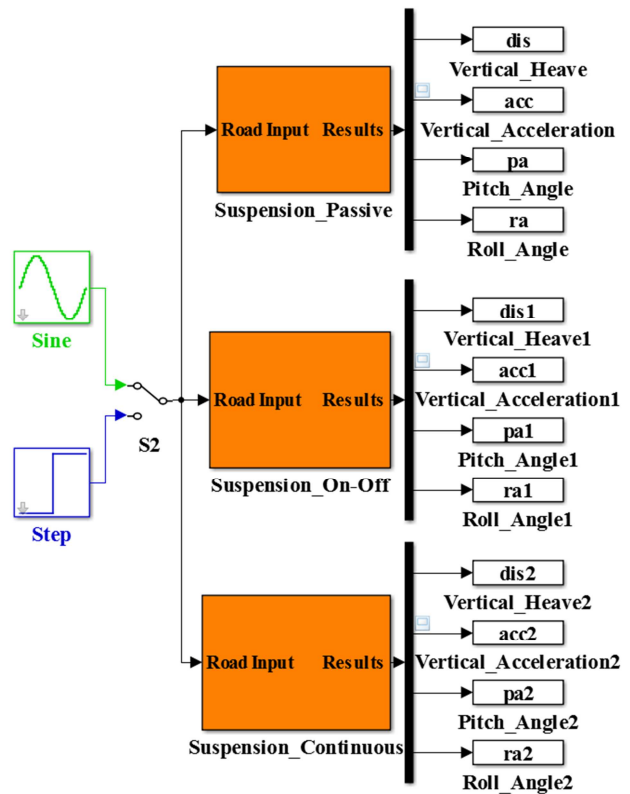 dis
Vertical_Heave
acc
Vertical_Acceleration
pa
Pitch_Angle
ra
Roll_Angle
Road Input Results
Suspension_Passive
Sine
dis1
Vertical_Heave1
acc1
Vertical_Acceleration1
pa1
Pitch_Angle1
ra1
Roll_Angle1
Road Input Results
Suspension_On-Off
S2
Step
dis2
Vertical_Heave2
acc2
Vertical_Acceleration2
pa2
Pitch_Angle2
ra2
Roll_Angle2
Road Input Results
Suspension_Continuous